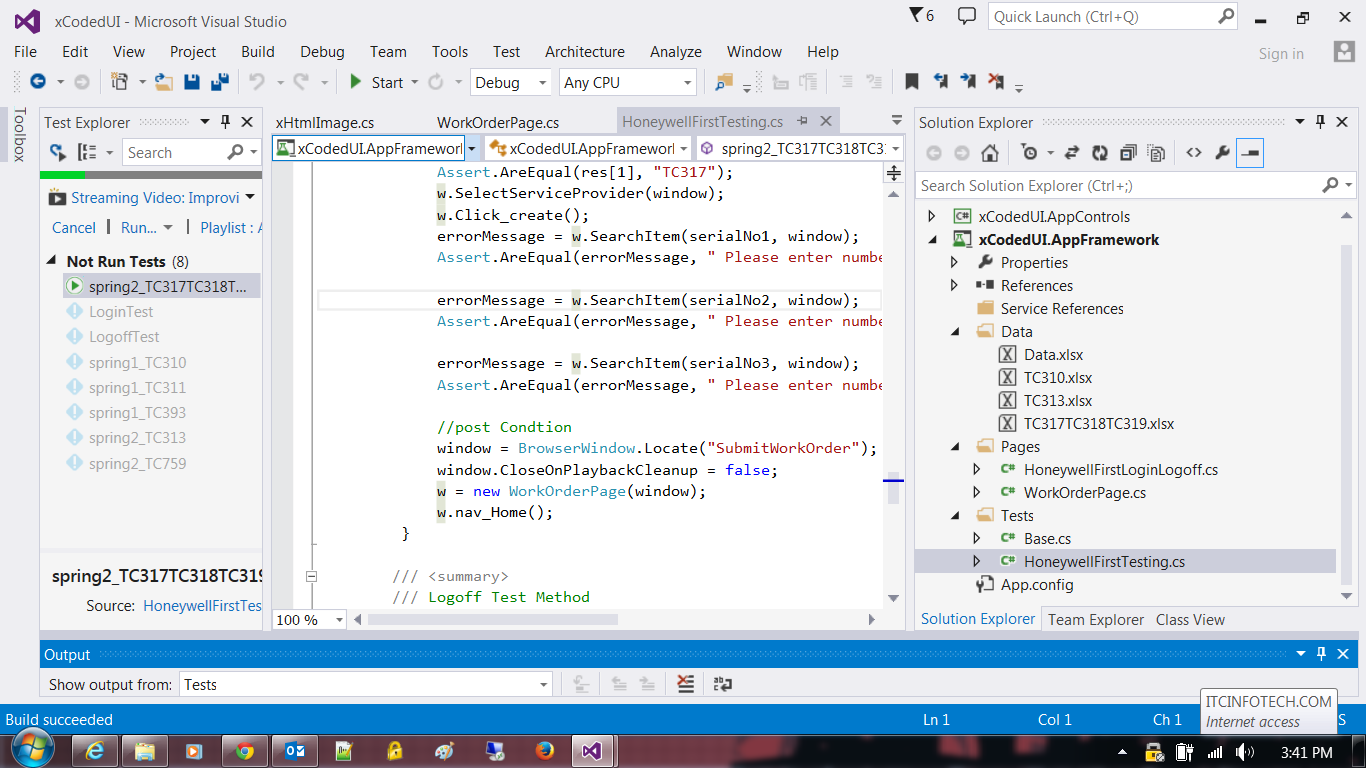 xCodedUI - Microsoft Visual Studio
6
Quick Launch (Ctrl+Q)
File Edit View Project Build Debug Team Tools Test Architecture Analyze Window Help
Sign in
Start Debug Any CPU
Toolbox
Test Explorer
Search
Streaming Video: Improvi
Cancel Run... Playlist : A
Not Run Tests (8)
spring2_TC317TC318T...
LoginTest
LogoffTest
spring1_TC310
spring1_TC311
spring1_TC393
spring2_TC313
spring2_TC759
spring2_TC317TC318TC319
Source: HoneywellFirstTes
xHtmlImage.cs WorkOrderPage.cs HoneywellFirstTesting.cs
xCodedUI.AppFramework xCodedUI.AppFramework spring2_TC317TC318TC3
Assert.AreEqual(res[1], "TC317");
w.SelectServiceProvider(window);
w.Click_create();
errorMessage = w.SearchItem(serialNo1, window);
Assert.AreEqual(errorMessage, " Please enter numbe
errorMessage = w.SearchItem(serialNo2, window);
Assert.AreEqual(errorMessage, " Please enter numbe
errorMessage = w.SearchItem(serialNo3, window);
Assert.AreEqual(errorMessage, " Please enter numbe
//post Condtion
window = BrowserWindow.Locate("SubmitWorkOrder");
window.CloseOnPlaybackCleanup = false;
w = new WorkOrderPage(window);
w.nav_Home();
}
/// <summary>
/// Logoff Test Method
100 %
Solution Explorer
Search Solution Explorer (Ctrl+;)
xCodedUI.AppControls
xCodedUI.AppFramework
Properties
References
Service References
Data
Data.xlsx
TC310.xlsx
TC313.xlsx
TC317TC318TC319.xlsx
Pages
HoneywellFirstLoginLogoff.cs
WorkOrderPage.cs
Tests
Base.cs
HoneywellFirstTesting.cs
App.config
Solution Explorer Team Explorer Class View
Output
Show output from: Tests
Build succeeded Ln 1 Col 1 Ch 1 S
ITCINFOTECH.COM
Internet access
3:41 PM